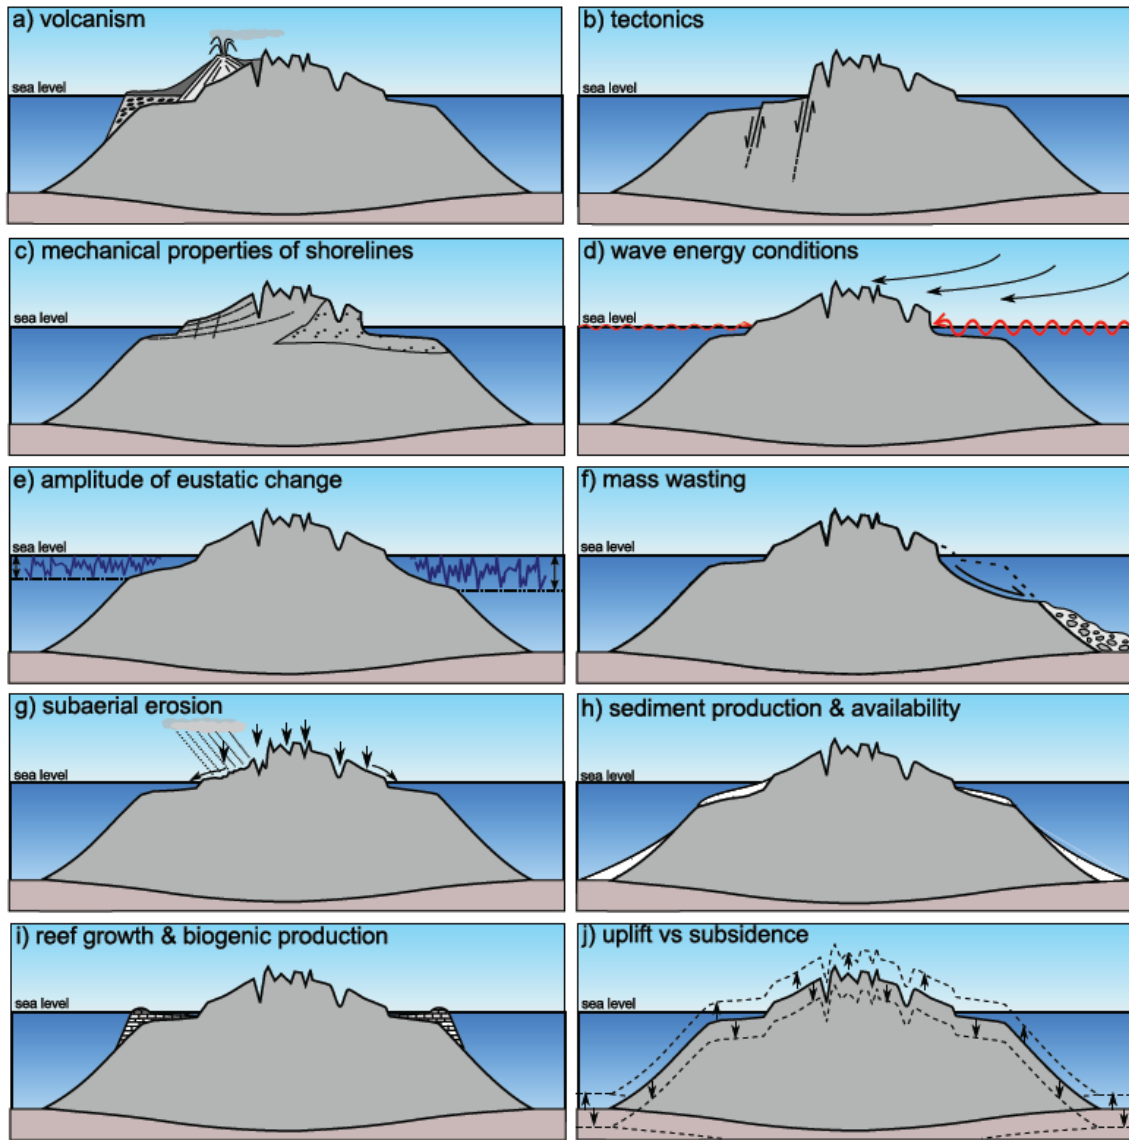 a) volcanism
sea level
b) tectonics
sea level
c) mechanical properties of shorelines
sea level
d) wave energy conditions
sea level
e) amplitude of eustatic change
sea level
f) mass wasting
sea level
g) subaerial erosion
sea level
h) sediment production & availability
sea level
i) reef growth & biogenic production
sea level
j) uplift vs subsidence
sea level